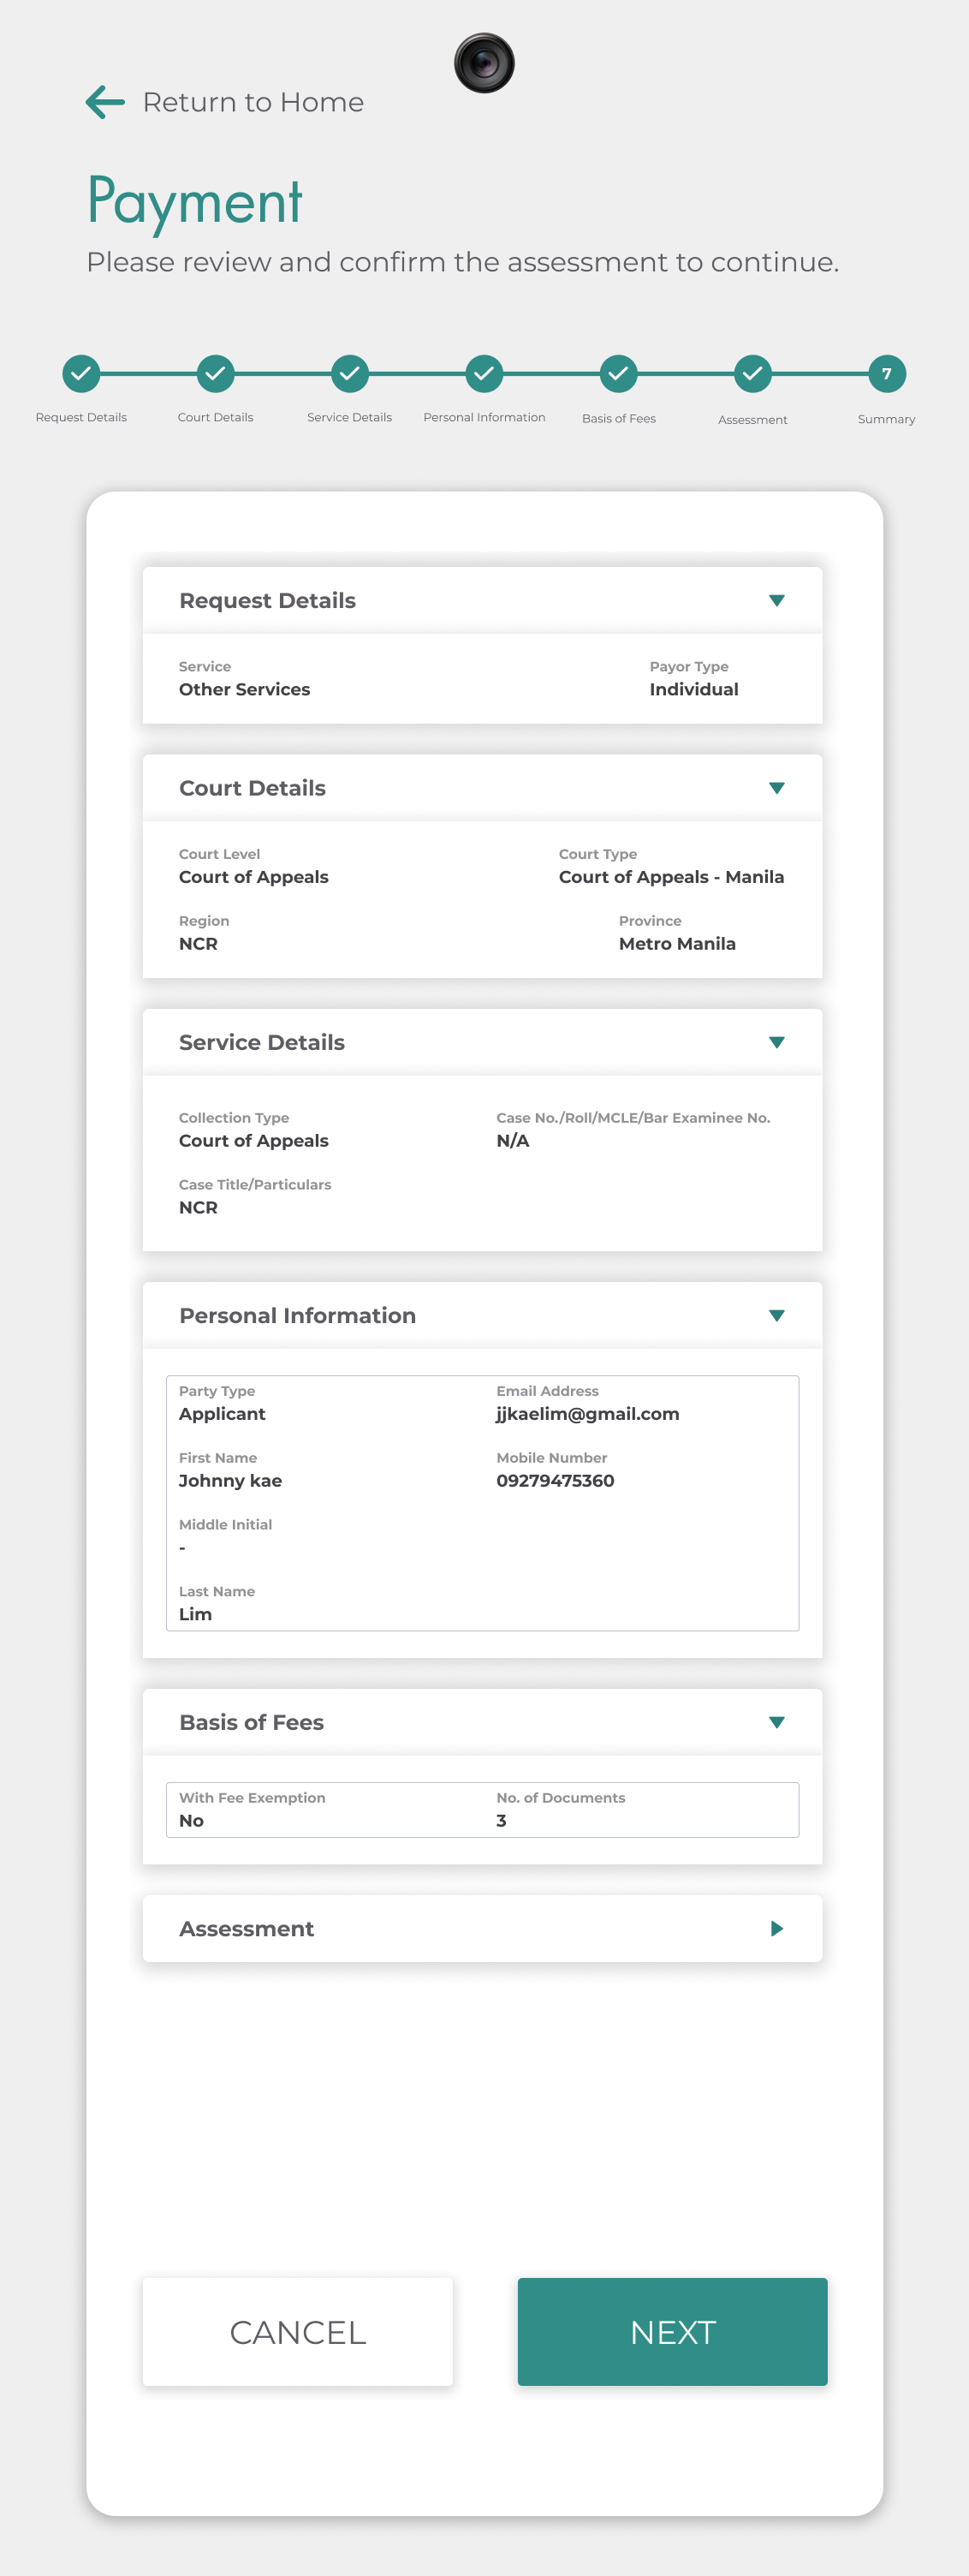 Return to Home
Payment
Please review and confirm the assessment to continue.
7
Request Details Court Details Service Details Personal Information Basis of Fees Assessment Summary
Request Details
Service Payor Type
Other Services Individual
Court Details
Court Level Court Type
Court of Appeals Court of Appeals - Manila
Region Province
NCR Metro Manila
Service Details
Collection Type Case No./Roll/MCLE/Bar Examinee No.
Court of Appeals N/A
Case Title/Particulars
NCR
Personal Information
Party Type Email Address
Applicant jjkaelim@gmail.com
First Name Mobile Number
Johnny kae 09279475360
Middle Initial
-
Last Name
Lim
Basis of Fees
With Fee Exemption No. of Documents
No 3
Assessment
CANCEL NEXT